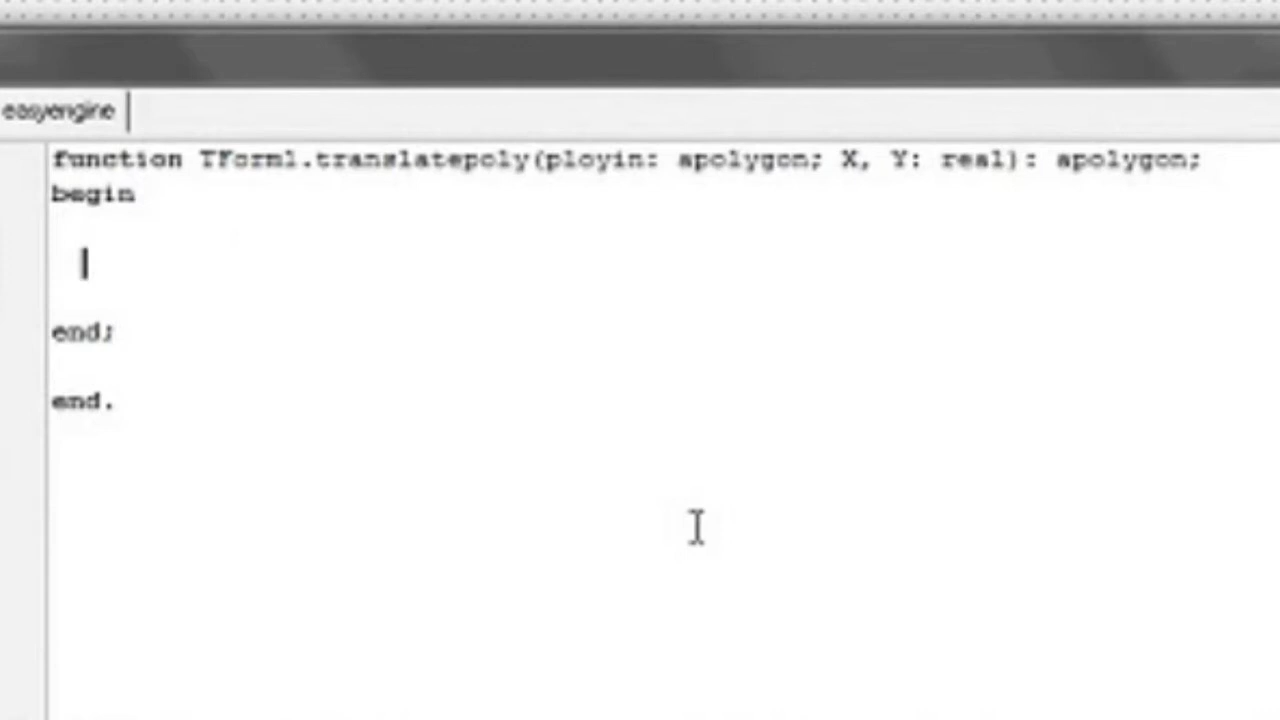 easyengine
function TForm1.translatepoly(ployin: apolygon; X, Y: real): apolygon;
begin
end;
end.